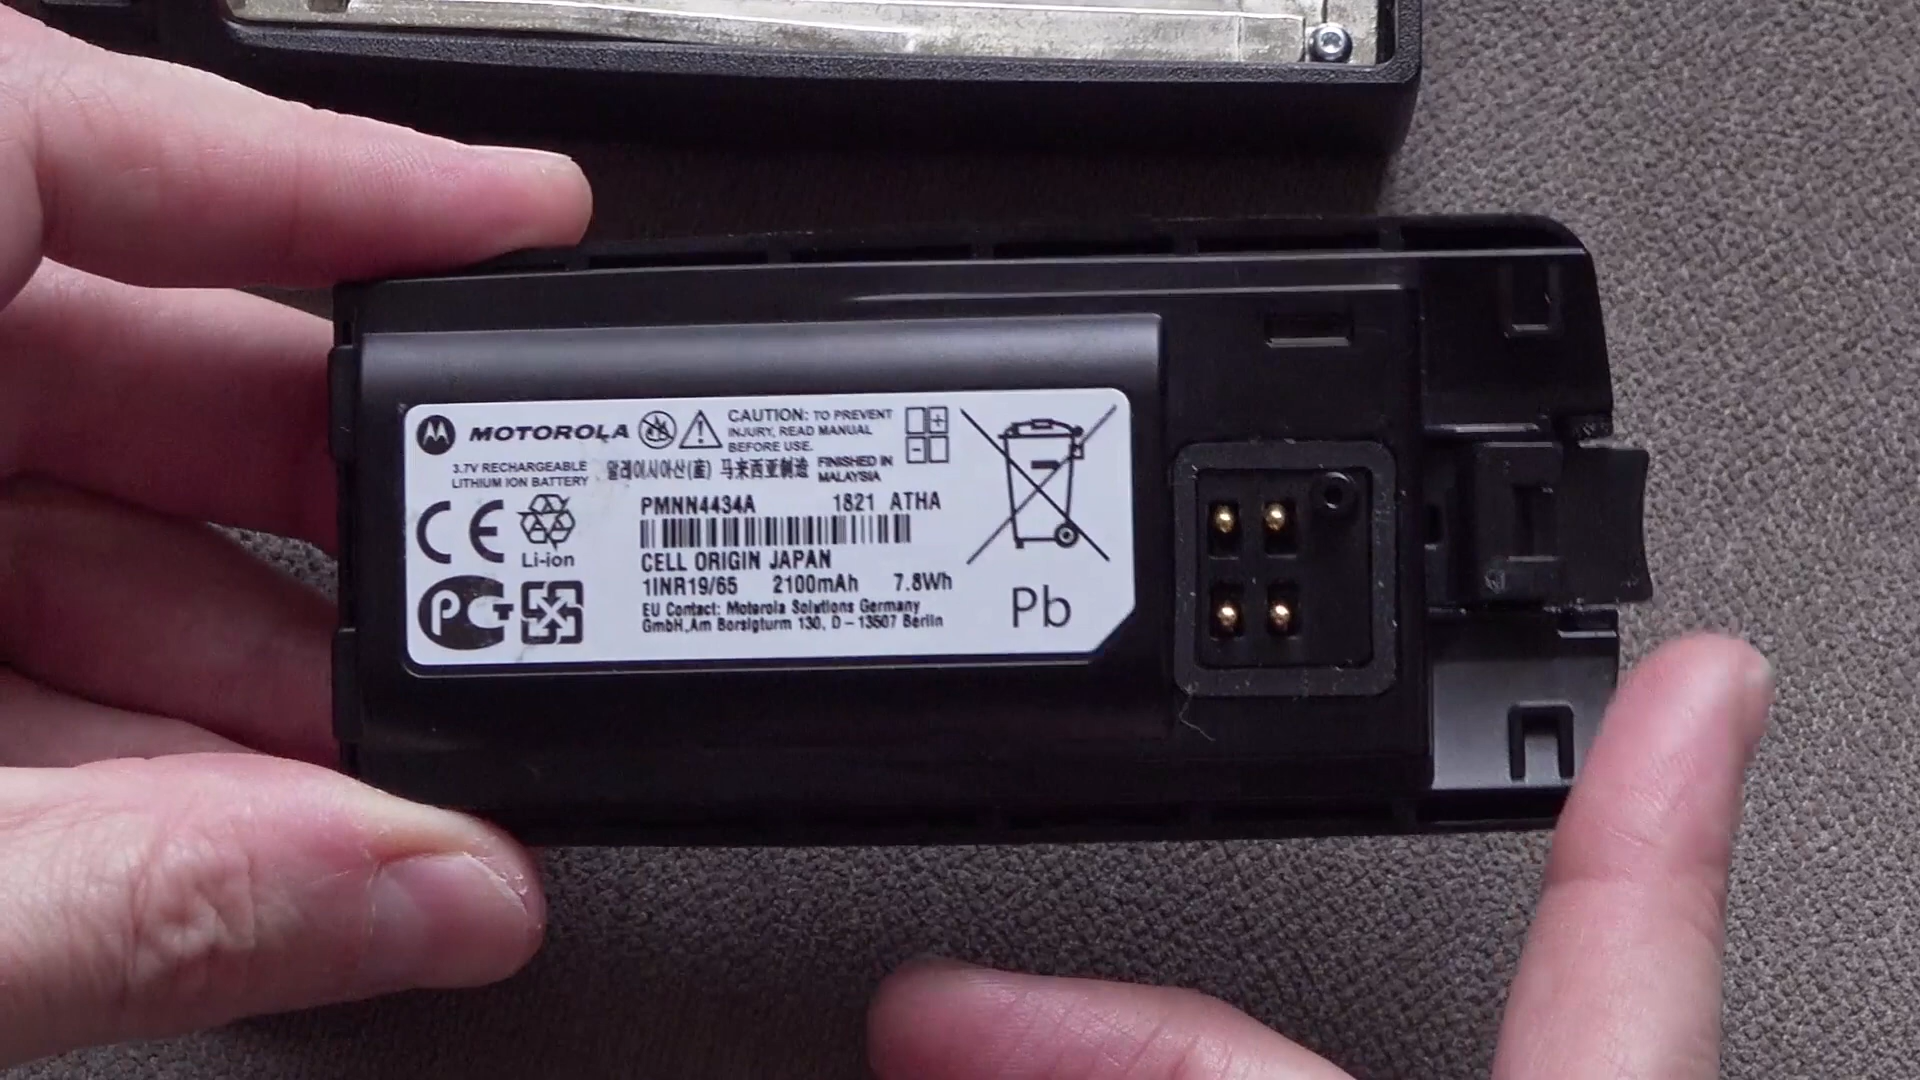 MOTOROLA
CAUTION: TO PREVENT
INJURY, READ MANUAL
BEFORE USE.
3.7V RECHARGEABLE
LITHIUM ION BATTERY
말레이시아산(産) 马来西亚制造
FINISHED IN
MALAYSIA
PMNN4434A 1821 ATHA
Li-ion
CELL ORIGIN JAPAN
1INR19/65 2100mAh 7.8Wh
EU Contact: Motorola Solutions Germany
GmbH,Am Borsigturm 130, D-13507 Berlin
CE
PCT
Pb